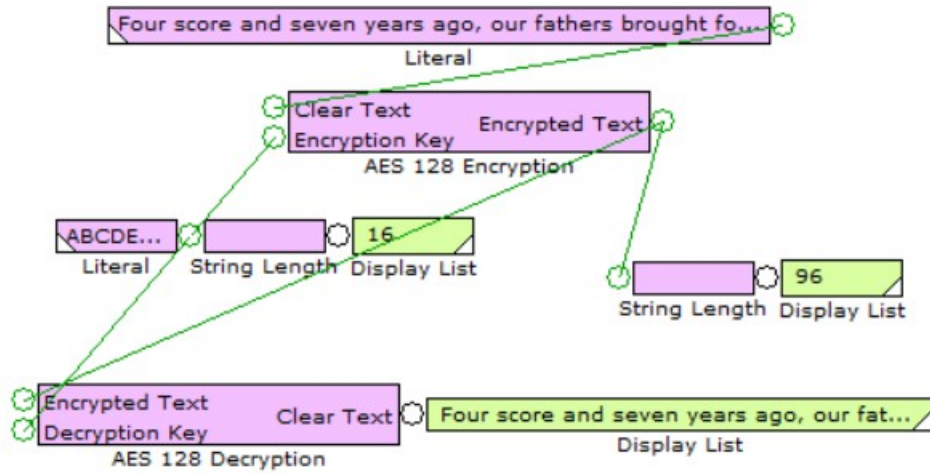 Four score and seven years ago, our fathers brought fo...
Literal
Clear Text
Encryption Key
Encrypted Text
AES 128 Encryption
ABCDE...
16
Literal
String Length
Display List
96
String Length
Display List
Encrypted Text
Decryption Key
Clear Text
Four score and seven years ago, our fat...
AES 128 Decryption
Display List